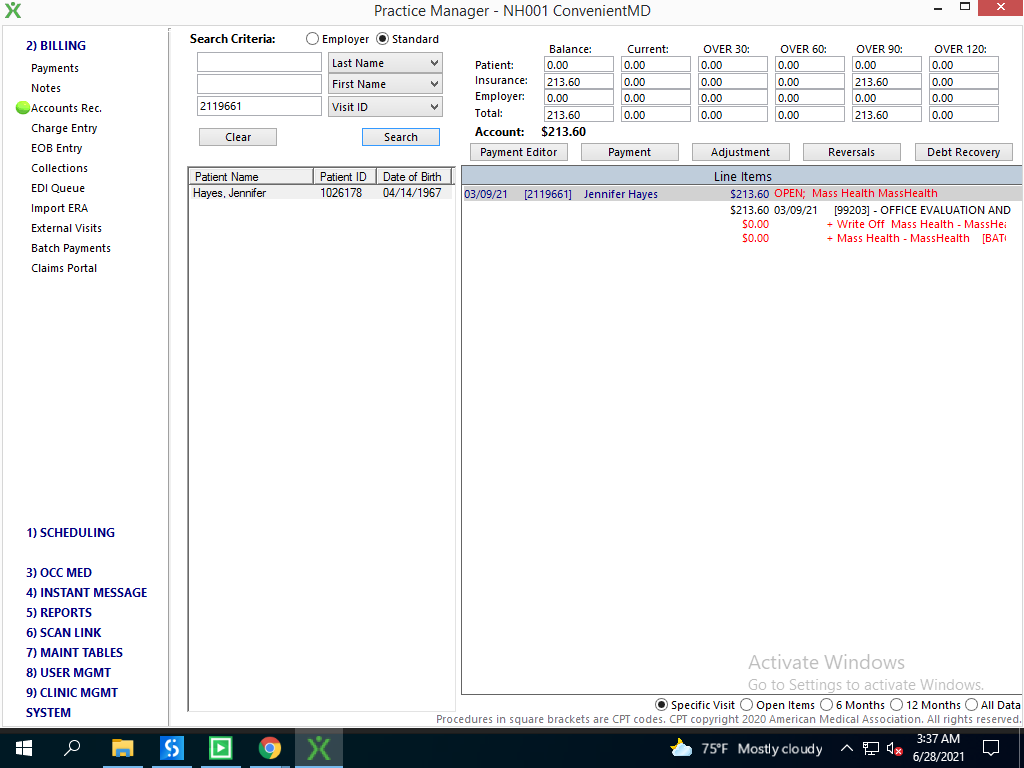 Practice Manager - NH001 ConvenientMD
2) BILLING
Payments
Notes
Accounts Rec.
Charge Entry
EOB Entry
Collections
EDI Queue
Import ERA
External Visits
Batch Payments
Claims Portal
1) SCHEDULING
3) OCC MED
4) INSTANT MESSAGE
5) REPORTS
6) SCAN LINK
7) MAINT TABLES
8) USER MGMT
9) CLINIC MGMT
SYSTEM
Search Criteria: Employer Standard
Last Name
First Name
2119661 Visit ID
Clear Search
Patient Name Patient ID Date of Birth
Hayes, Jennifer 1026178 04/14/1967
Balance: Current: OVER 30: OVER 60: OVER 90: OVER 120:
Patient: 0.00 0.00 0.00 0.00 0.00 0.00
Insurance: 213.60 0.00 0.00 0.00 213.60 0.00
Employer: 0.00 0.00 0.00 0.00 0.00 0.00
Total: 213.60 0.00 0.00 0.00 213.60 0.00
Account: $213.60
Payment Editor Payment Adjustment Reversals Debt Recovery
Line Items
03/09/21 [2119661] Jennifer Hayes $213.60 OPEN; Mass Health MassHealth
$213.60 03/09/21 [99203] - OFFICE EVALUATION AND
$0.00 + Write Off Mass Health - MassHea
$0.00 + Mass Health - MassHealth [BAT
Activate Windows
Go to Settings to activate Windows.
Specific Visit Open Items 6 Months 12 Months All Data
Procedures in square brackets are CPT codes. CPT copyright 2020 American Medical Association. All rights reserved.
75°F Mostly cloudy
3:37 AM
6/28/2021